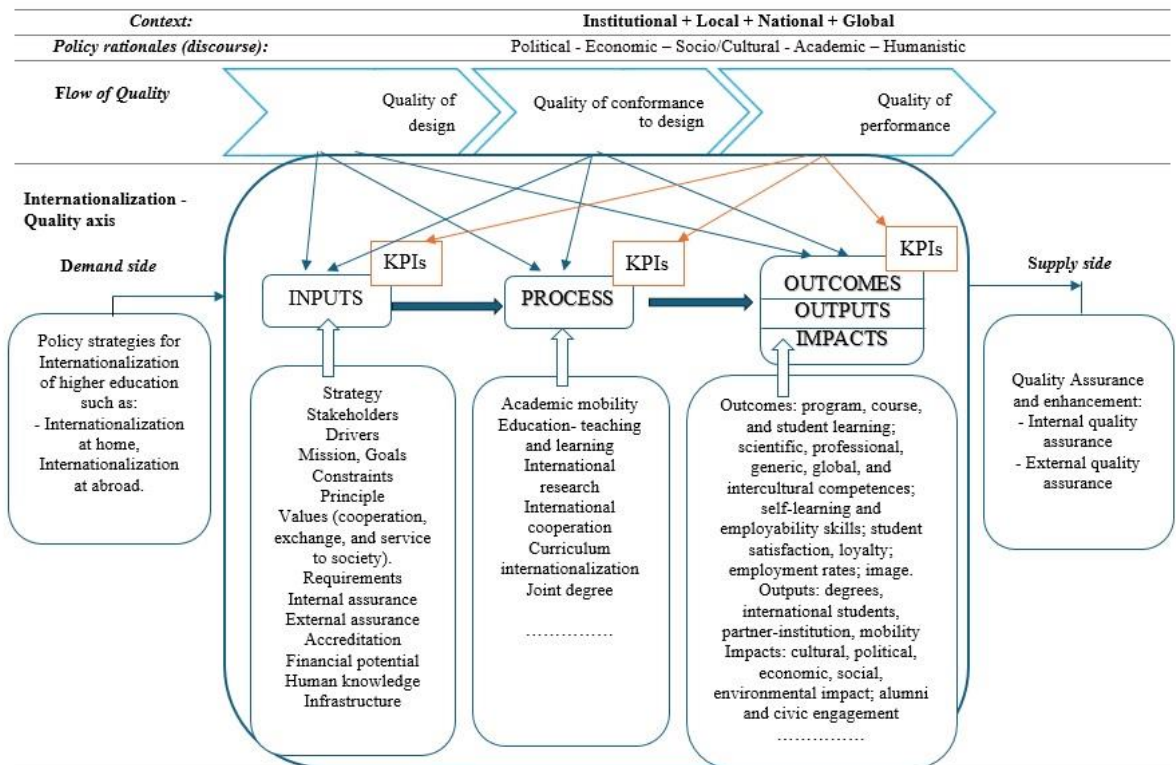 Context: Institutional + Local + National + Global
Policy rationales (discourse): Political - Economic – Socio/Cultural - Academic – Humanistic
Flow of Quality
Quality of
design
Quality of conformance
to design
Quality of
performance
Internationalization -
Quality axis
Demand side
Policy strategies for
Internationalization
of higher education
such as:
- Internationalization
at home,
Internationalization
at abroad.
KPIs
INPUTS
Strategy
Stakeholders
Drivers
Mission, Goals
Constraints
Principle
Values (cooperation,
exchange, and service
to society).
Requirements
Internal assurance
External assurance
Accreditation
Financial potential
Human knowledge
Infrastructure
KPIs
PROCESS
Academic mobility
Education- teaching
and learning
International
research
International
cooperation
Curriculum
internationalization
Joint degree
……………
KPIs
OUTCOMES
OUTPUTS
IMPACTS
Outcomes: program, course,
and student learning;
scientific, professional,
generic, global, and
intercultural competences;
self-learning and
employability skills; student
satisfaction, loyalty;
employment rates; image.
Outputs: degrees,
international students,
partner-institution, mobility
Impacts: cultural, political,
economic, social,
environmental impact; alumni
and civic engagement
……………
Supply side
Quality Assurance
and enhancement:
- Internal quality
assurance
- External quality
assurance